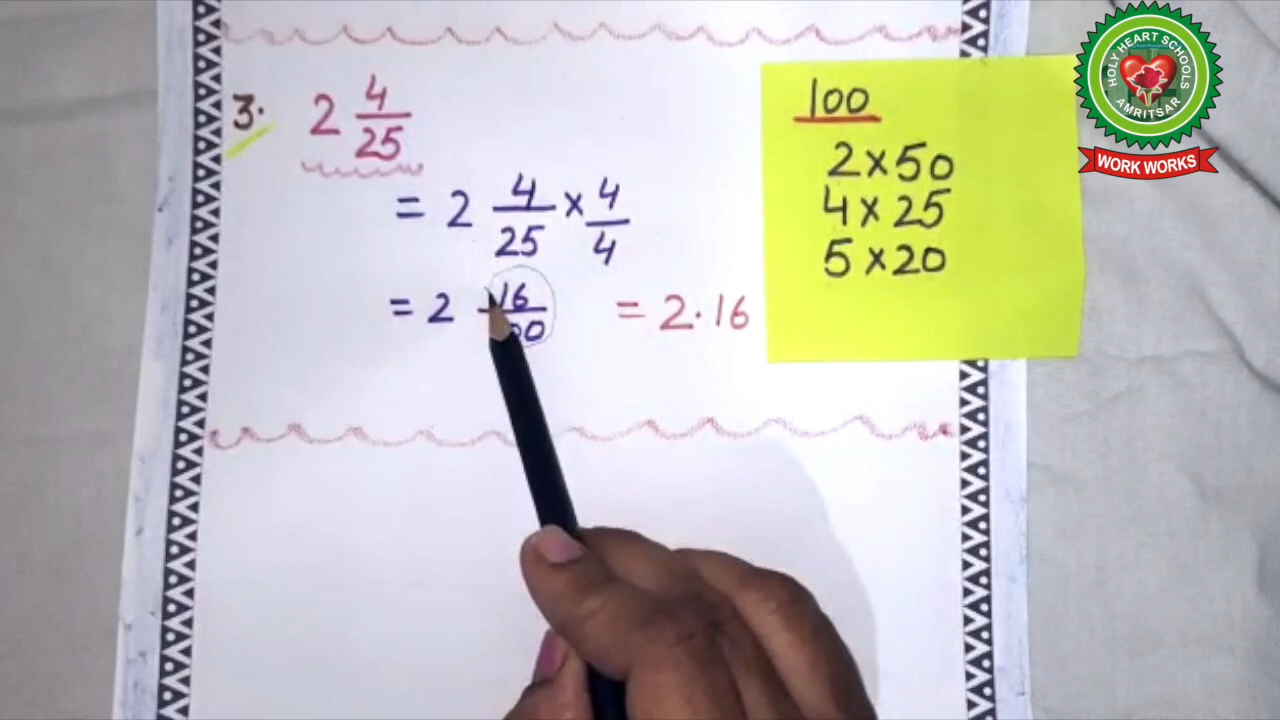 3. 2 4/25
= 2 4/25 × 4/4
= 2 16/100 = 2.16
100
2 × 50
4 × 25
5 × 20
HOLY HEART SCHOOLS
AMRITSAR
WORK WORKS